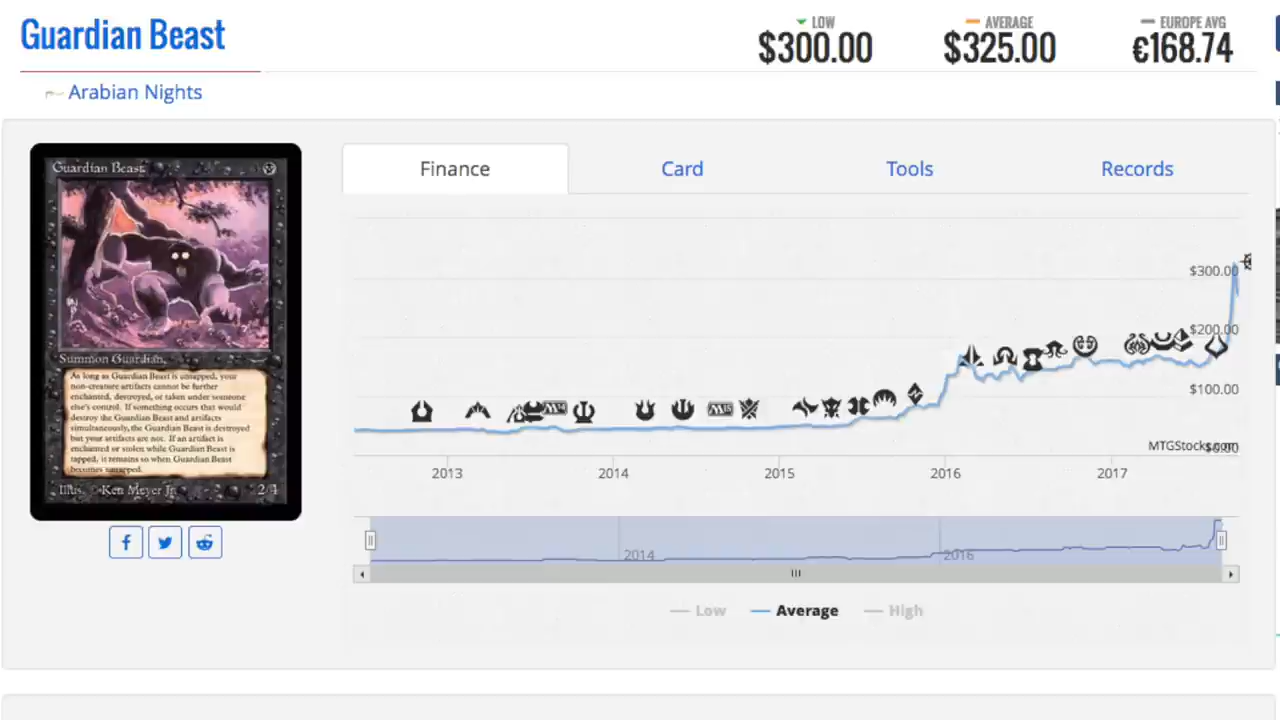 Guardian Beast
LOW
$300.00
AVERAGE
$325.00
EUROPE AVG
€168.74
Arabian Nights
Guardian Beast
Summon Guardian
As long as Guardian Beast is untapped, your
non-creature artifacts cannot be further
enchanted, destroyed, or taken under someone
else's control. If something occurs that would
destroy the Guardian Beast and artifacts
simultaneously, the Guardian Beast is destroyed
but your artifacts are not. If an artifact is
enchanted or stolen while Guardian Beast is
tapped, it remains so when Guardian Beast
becomes untapped.
Illus. Ken Meyer Jr.
2/4
Finance
Card
Tools
Records
$300.00
$200.00
$100.00
$0.00
MTGStocks.com
2013
2014
2015
2016
2017
2014
2016
Low
Average
High